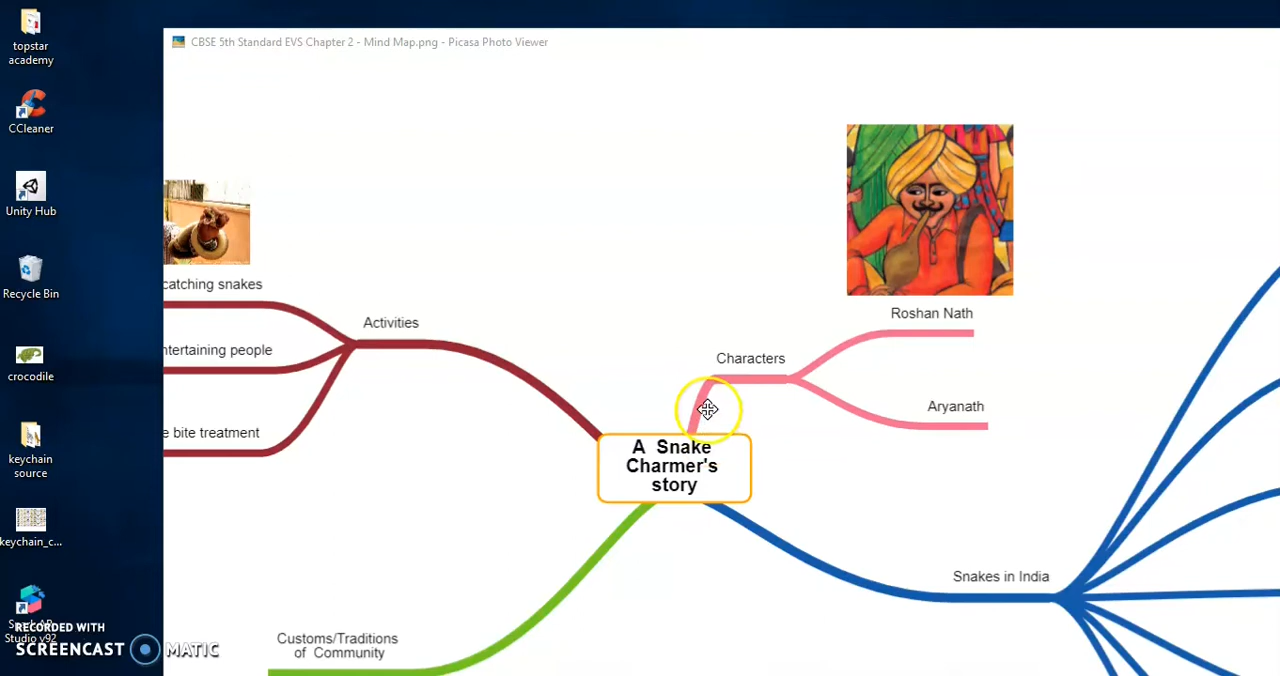 topstar
academy
CCleaner
Unity Hub
Recycle Bin
crocodile
keychain
source
keychain_c...
Studio v92
RECORDED WITH
SCREENCAST MATIC
CBSE 5th Standard EVS Chapter 2 - Mind Map.png - Picasa Photo Viewer
catching snakes
ntertaining people
e bite treatment
Activities
Characters
Roshan Nath
Aryanath
A Snake
Charmer's
story
Snakes in India
Customs/Traditions
of Community